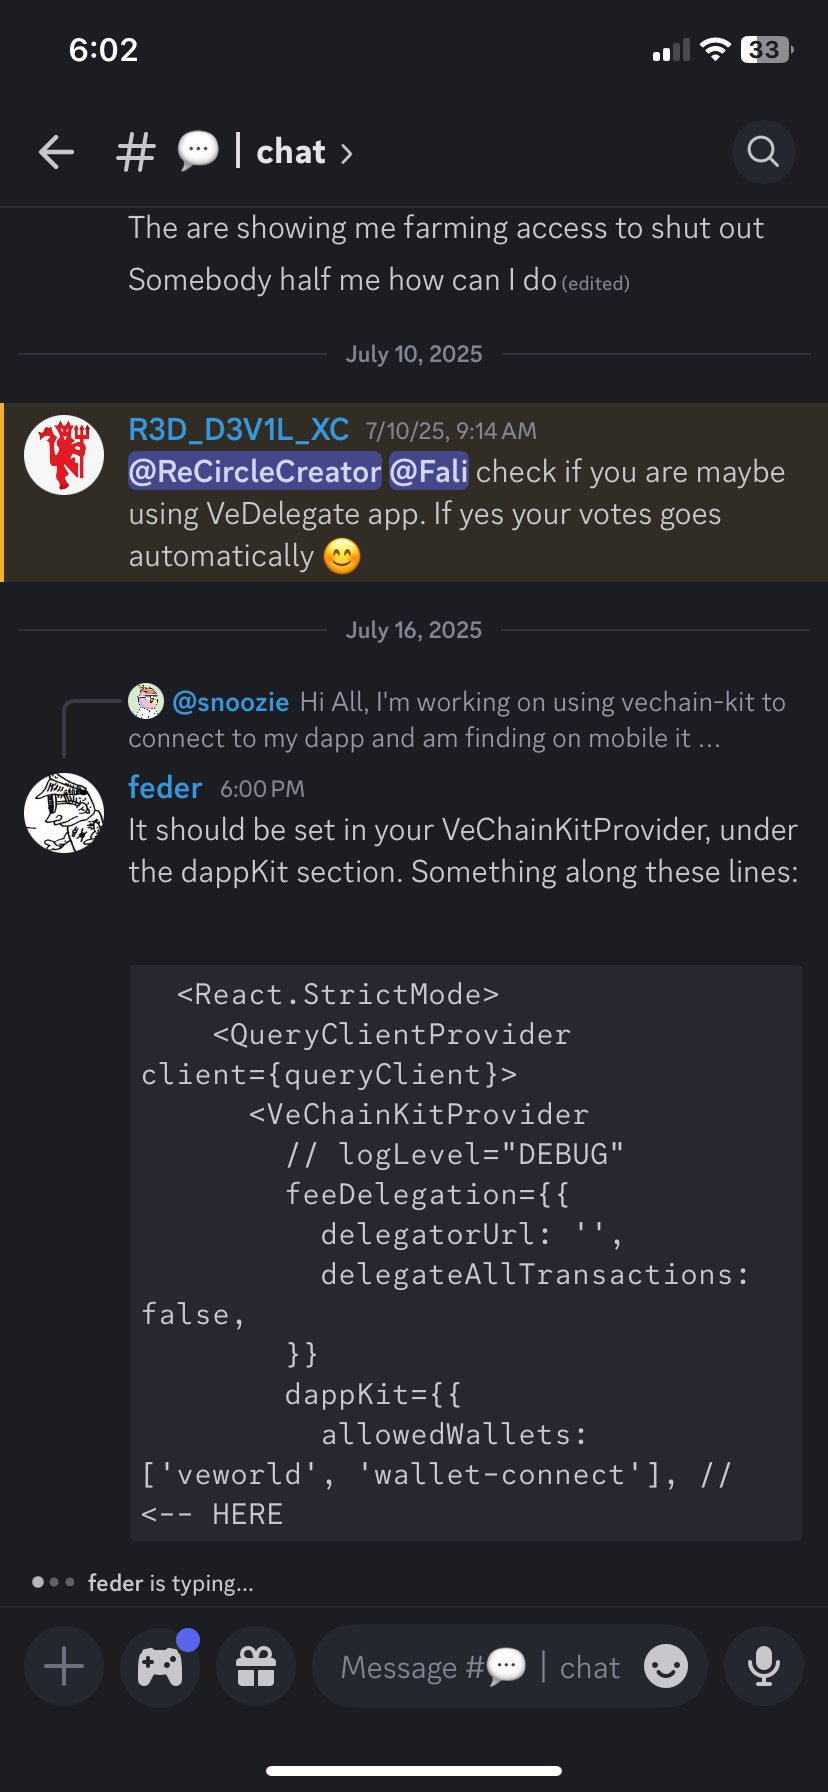 6:02
33
# 💬 | chat ›
The are showing me farming access to shut out
Somebody half me how can I do (edited)
July 10, 2025
R3D_D3V1L_XC 7/10/25, 9:14 AM
@ReCircleCreator @Fali check if you are maybe
using VeDelegate app. If yes your votes goes
automatically 😊
July 16, 2025
@snoozie Hi All, I'm working on using vechain-kit to
connect to my dapp and am finding on mobile it ...
feder 6:00 PM
It should be set in your VeChainKitProvider, under
the dappKit section. Something along these lines:
<React.StrictMode>
<QueryClientProvider
client={queryClient}>
<VeChainKitProvider
// logLevel="DEBUG"
feeDelegation={{
delegatorUrl: '',
delegateAllTransactions:
false,
}}
dappKit={{
allowedWallets:
['veworld', 'wallet-connect'], //
<-- HERE
feder is typing...
Message #💬 | chat